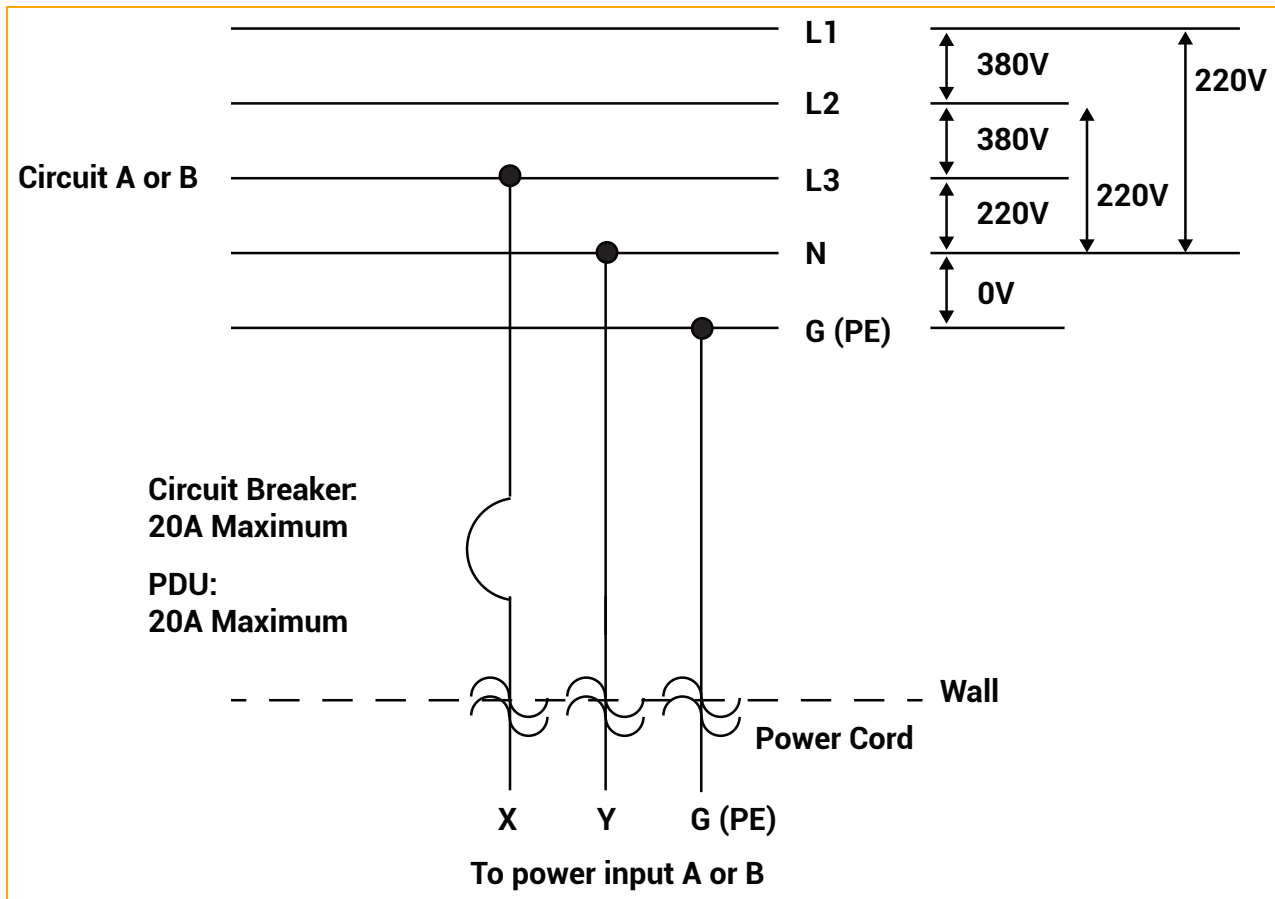 L1
380V
220V
L2
380V
Circuit A or B
L3
220V
220V
N
0V
G (PE)
Circuit Breaker:
20A Maximum
PDU:
20A Maximum
Wall
Power Cord
X
Y
G (PE)
To power input A or B